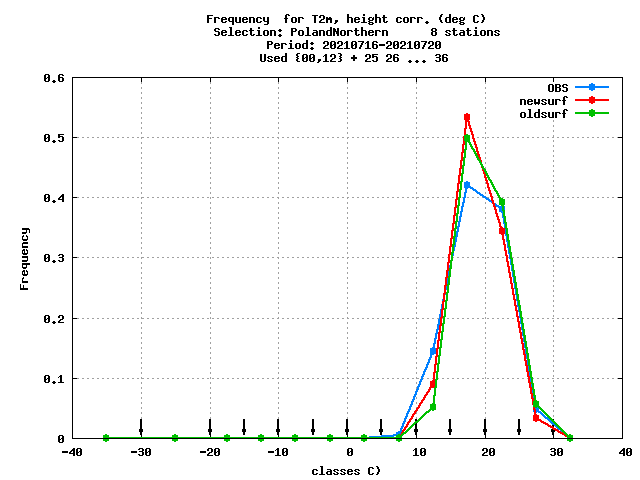 Frequency  for T2m, height corr. (deg C)
Selection: PolandNorthern      8 stations
Period: 20210716-20210720
Used {00,12} + 25 26 ... 36
0.6
0.5
0.4
0.3
0.2
0.1
0
Frequency
OBS
newsurf
oldsurf
-40 -30 -20 -10 0 10 20 30 40
classes C)